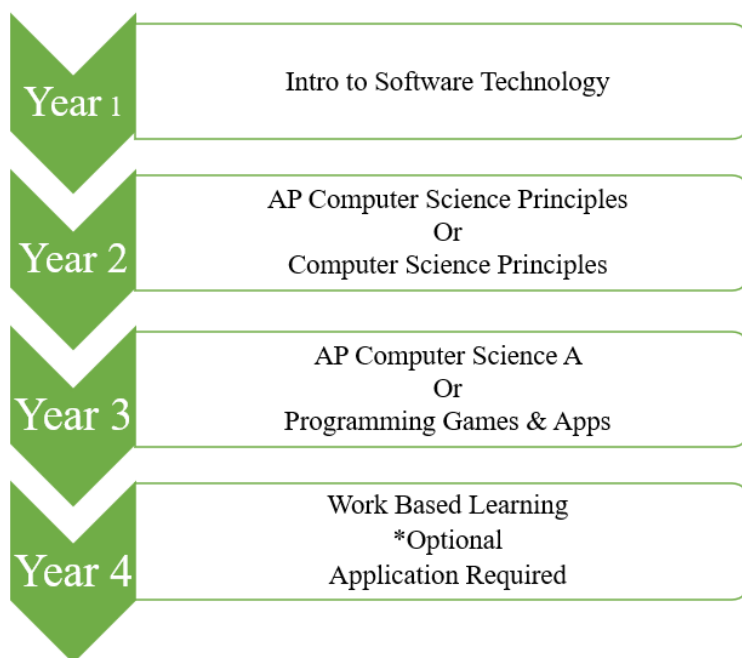 Year 1
Intro to Software Technology
Year 2
AP Computer Science Principles
Or
Computer Science Principles
Year 3
AP Computer Science A
Or
Programming Games & Apps
Year 4
Work Based Learning
*Optional
Application Required